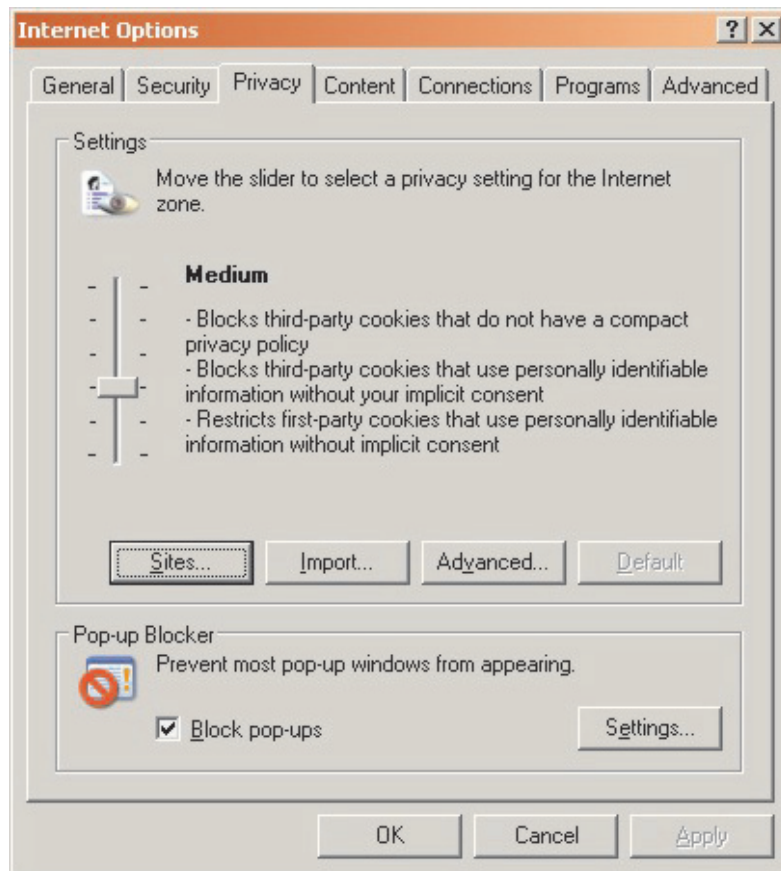 Internet Options
General Security Privacy Content Connections Programs Advanced
Settings
Move the slider to select a privacy setting for the Internet
zone.
Medium
- Blocks third-party cookies that do not have a compact
privacy policy
- Blocks third-party cookies that use personally identifiable
information without your implicit consent
- Restricts first-party cookies that use personally identifiable
information without implicit consent
Sites... Import... Advanced... Default
Pop-up Blocker
Prevent most pop-up windows from appearing.
Block pop-ups Settings...
OK Cancel Apply